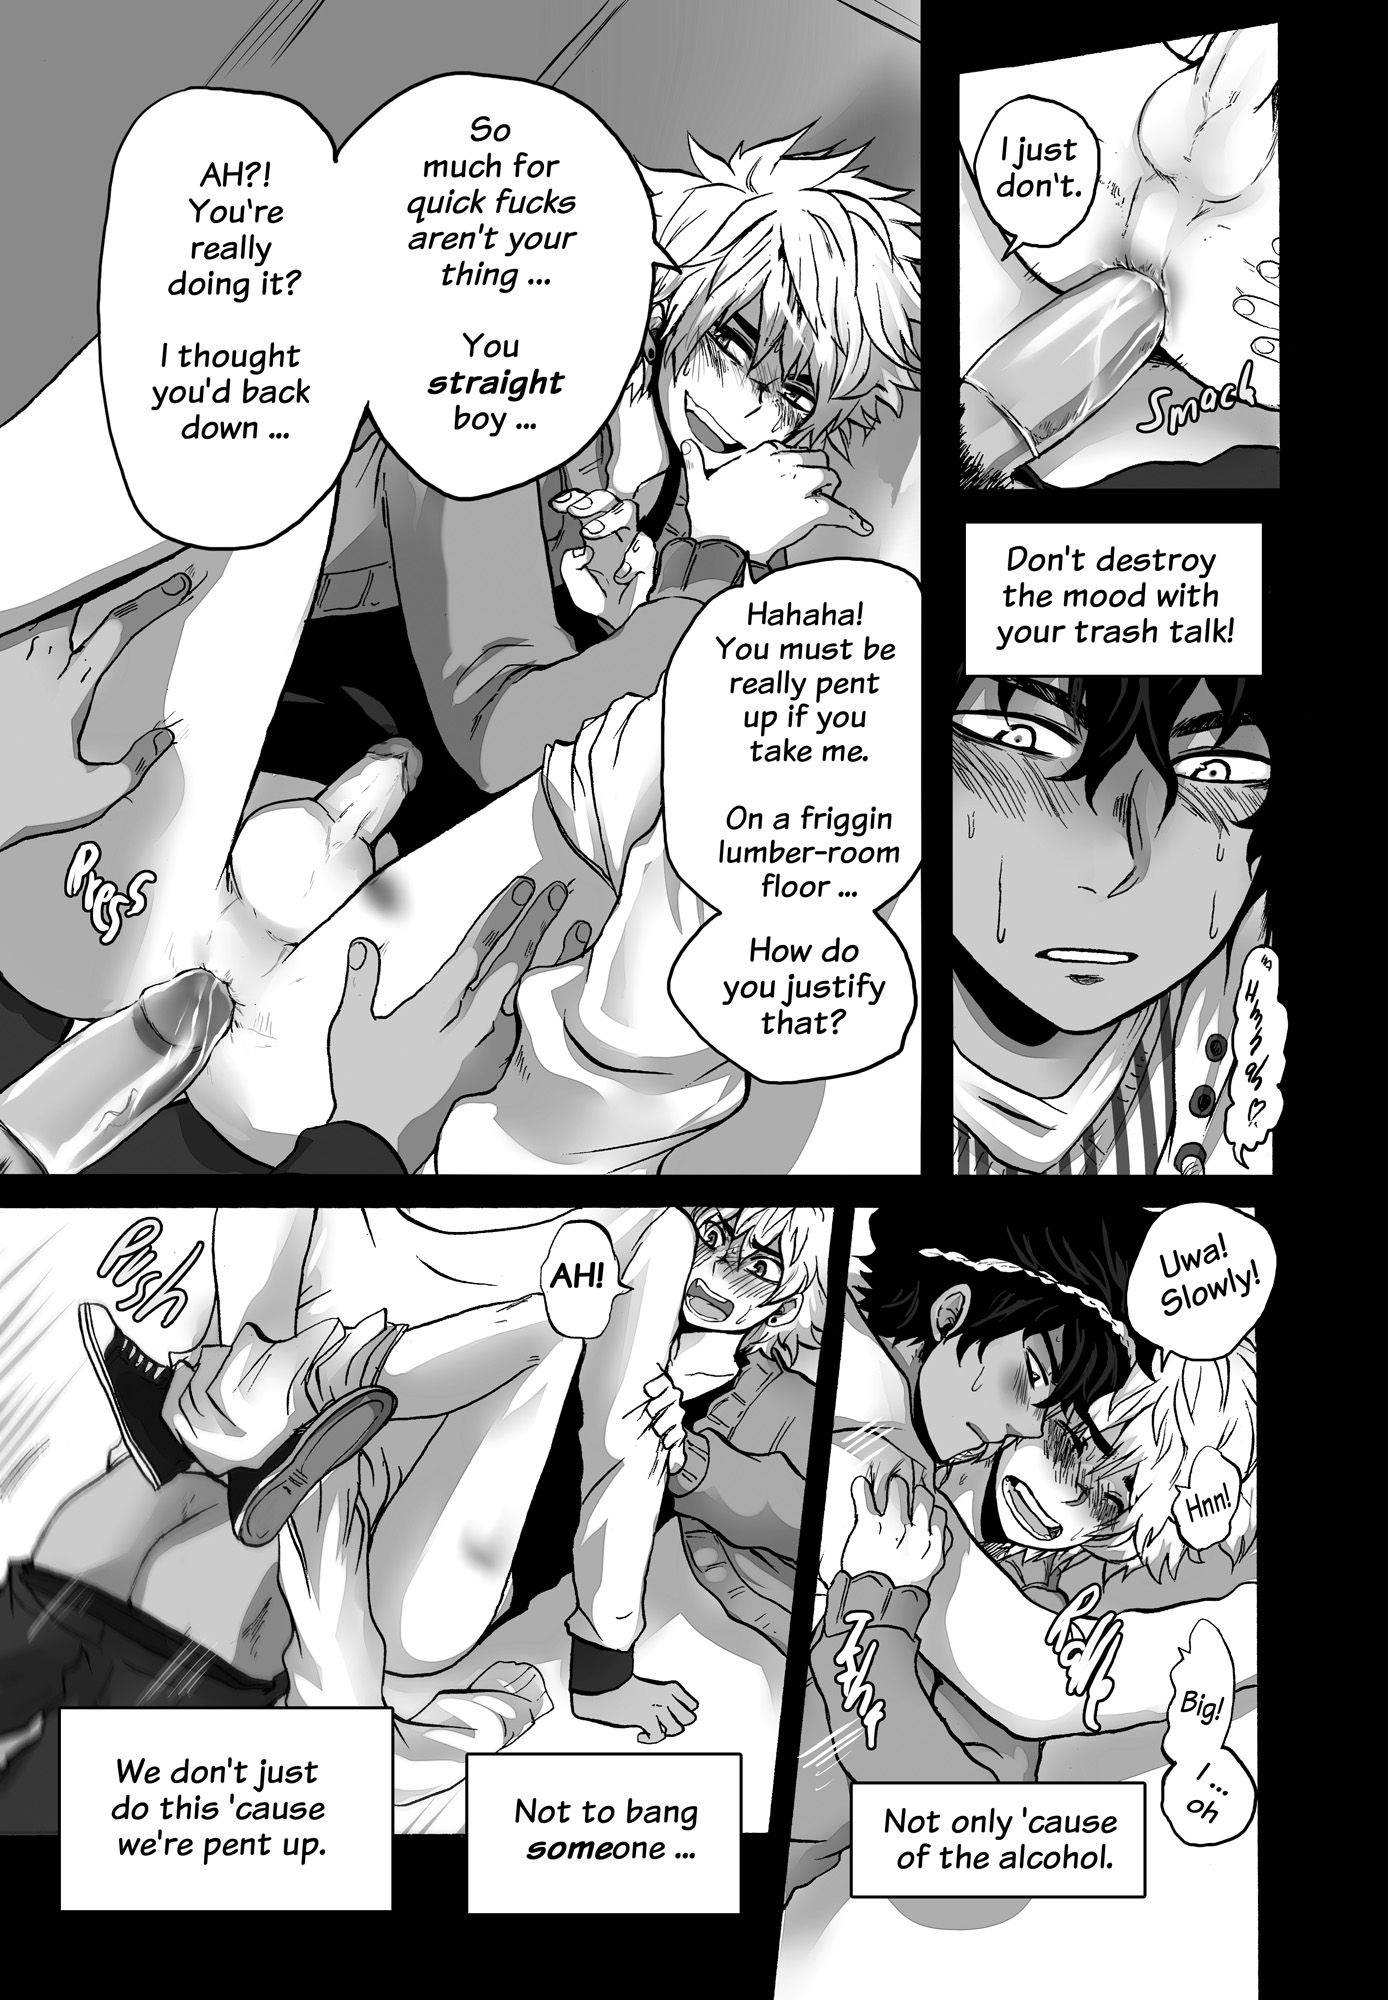 So
much for
quick fucks
aren't your
thing ...
You
straight
boy ...
AH?!
You're
really
doing it?
I thought
you'd back
down ...
Hahaha!
You must be
really pent
up if you
take me.
On a friggin
lumber-room
floor ...
How do
you justify
that?
Press
I just
don't.
Smack
Don't destroy
the mood with
your trash talk!
Push
AH!
We don't just
do this 'cause
we're pent up.
Not to bang
someone ...
Uwa!
Slowly!
Hnn!
Big!
I ...
oh
Not only 'cause
of the alcohol.